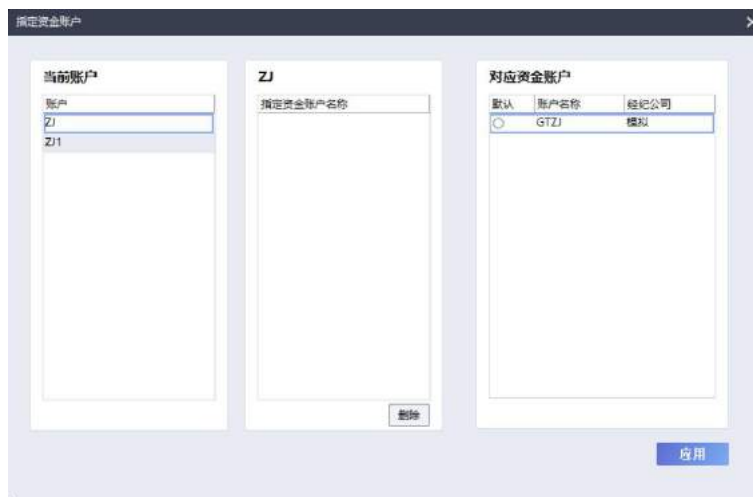 指定资金账户
当前账户
账户
ZJ
ZJ1
ZJ
指定资金账户名称
删除
对应资金账户
默认 账户名称 经纪公司
GTZJ 模拟
应用